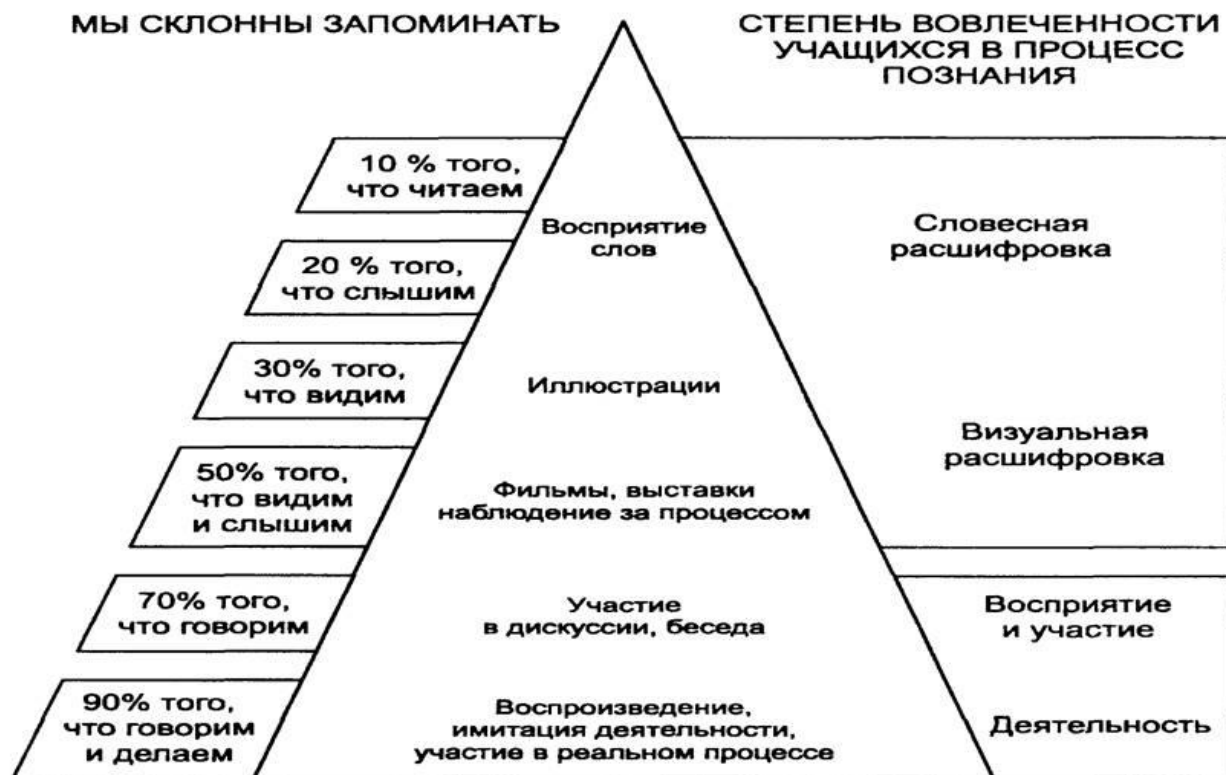 МЫ СКЛОННЫ ЗАПОМИНАТЬ
СТЕПЕНЬ ВОВЛЕЧЕННОСТИ
УЧАЩИХСЯ В ПРОЦЕСС
ПОЗНАНИЯ
10 % того,
что читаем
20 % того,
что слышим
30% того,
что видим
50% того,
что видим
и слышим
70% того,
что говорим
90% того,
что говорим
и делаем
Восприятие
слов
Иллюстрации
Фильмы, выставки
наблюдение за процессом
Участие
в дискуссии, беседа
Воспроизведение,
имитация деятельности,
участие в реальном процессе
Словесная
расшифровка
Визуальная
расшифровка
Восприятие
и участие
Деятельность